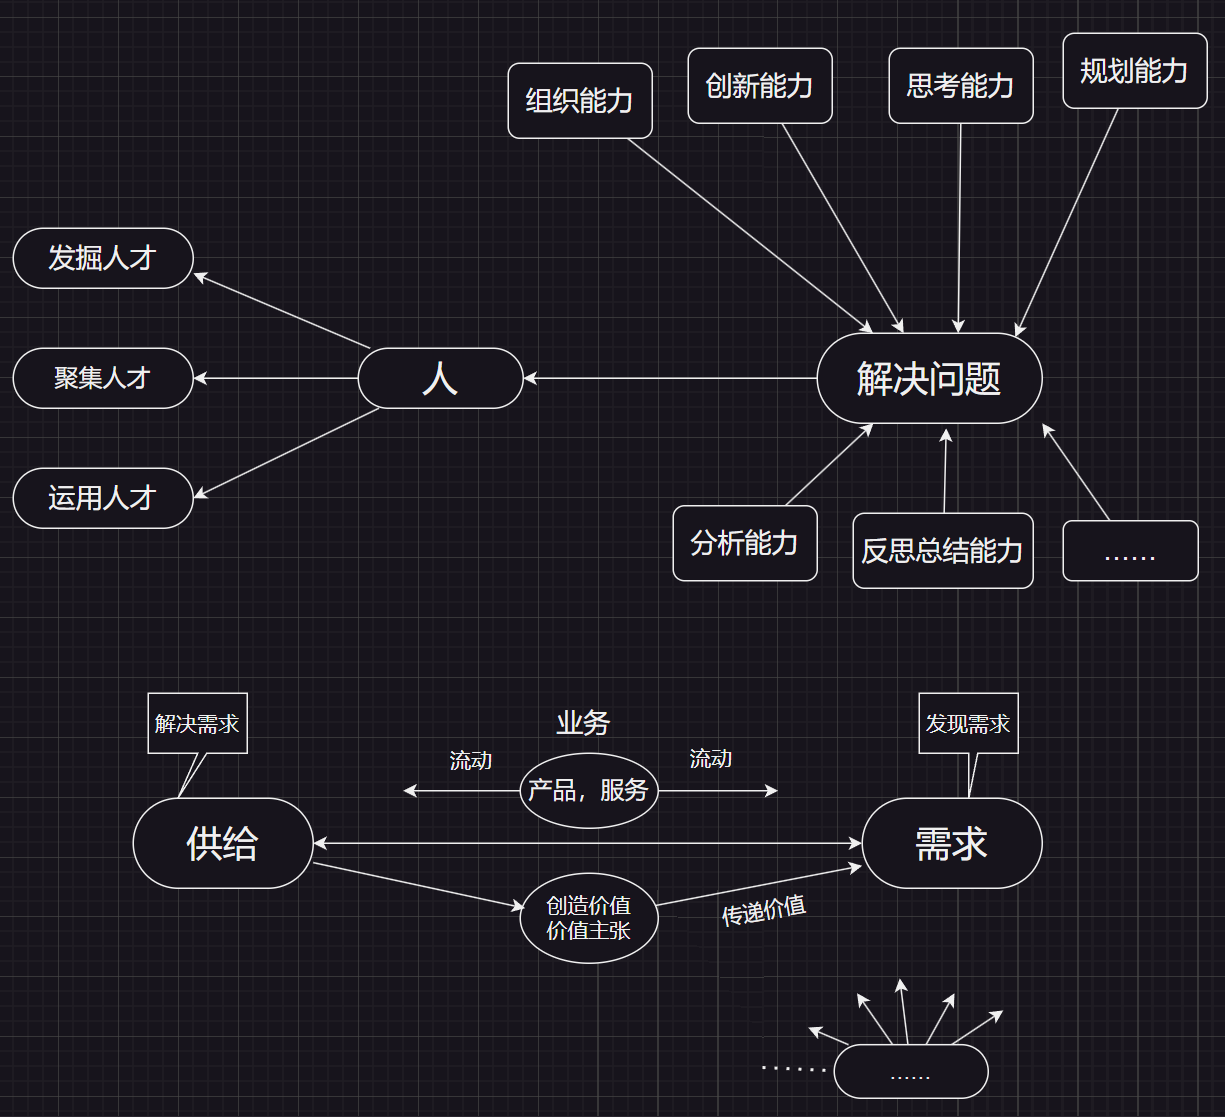 组织能力
创新能力
思考能力
规划能力
发掘人才
聚集人才
运用人才
人
解决问题
分析能力
反思总结能力
……
解决需求
业务
发现需求
流动
流动
产品，服务
供给
需求
创造价值
价值主张
传递价值
……
……